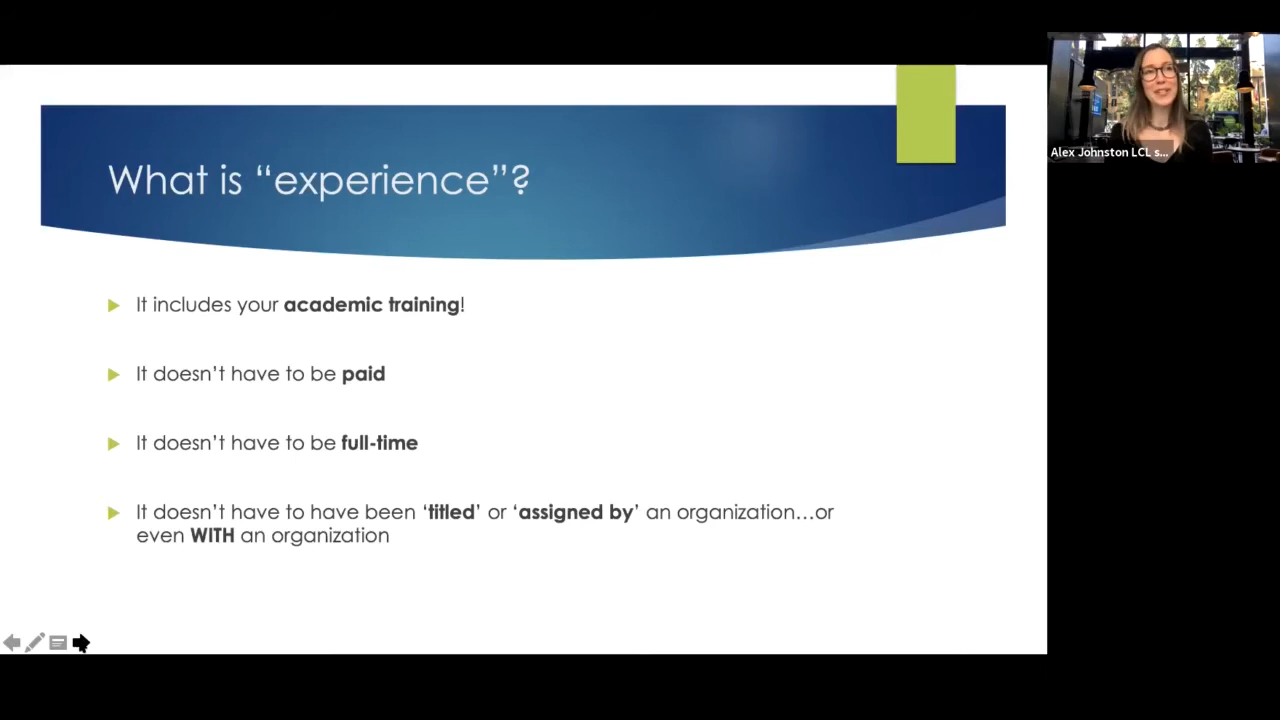 What is “experience”?
Alex Johnston LCL s...
It includes your academic training!
It doesn’t have to be paid
It doesn’t have to be full-time
It doesn’t have to have been ‘titled’ or ‘assigned by’ an organization…or
even WITH an organization